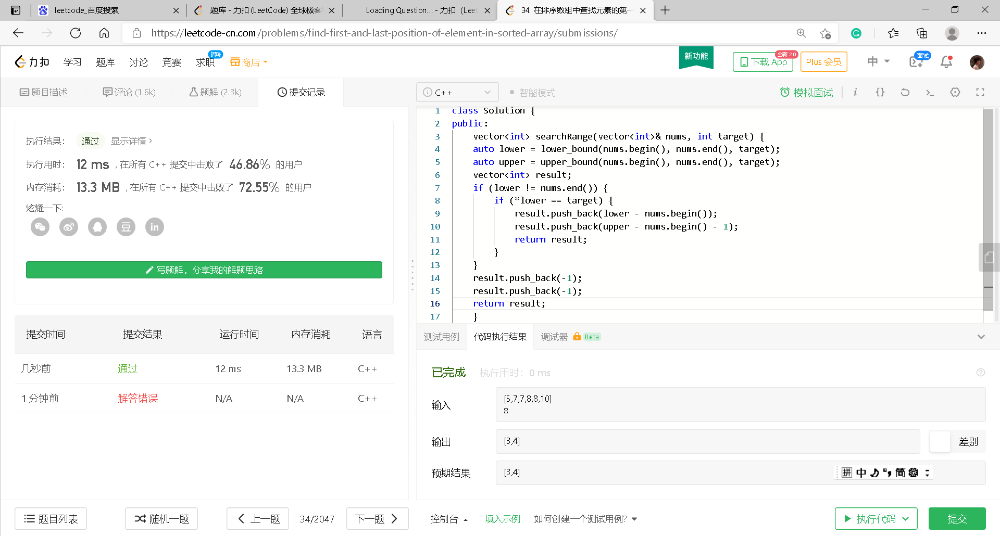 leetcode_百度搜索
题库 - 力扣 (LeetCode) 全球极客
Loading Question... - 力扣 (Leet
34. 在排序数组中查找元素的第一
https://leetcode-cn.com/problems/find-first-and-last-position-of-element-in-sorted-array/submissions/
力扣
学习
题库
讨论
竞赛
求职
招聘
商店
新功能
下载 App
全新 2.0
Plus 会员
中
面试
题目描述
评论 (1.6k)
题解 (2.3k)
提交记录
C++
智能模式
模拟面试
执行结果：
通过
显示详情 >
执行用时： 12 ms , 在所有 C++ 提交中击败了 46.86% 的用户
内存消耗： 13.3 MB , 在所有 C++ 提交中击败了 72.55% 的用户
炫耀一下:
豆
in
写题解，分享我的解题思路
提交时间 提交结果 运行时间 内存消耗 语言
几秒前 通过 12 ms 13.3 MB C++
1 分钟前 解答错误 N/A N/A C++
1 class Solution {
2 public:
3 vector<int> searchRange(vector<int>& nums, int target) {
4 auto lower = lower_bound(nums.begin(), nums.end(), target);
5 auto upper = upper_bound(nums.begin(), nums.end(), target);
6 vector<int> result;
7 if (lower != nums.end()) {
8 if (*lower == target) {
9 result.push_back(lower - nums.begin());
10 result.push_back(upper - nums.begin() - 1);
11 return result;
12 }
13 }
14 result.push_back(-1);
15 result.push_back(-1);
16 return result;
17 }
测试用例
代码执行结果
调试器
Beta
已完成
执行用时：0 ms
输入
[5,7,7,8,8,10]
8
输出
[3,4]
差别
预期结果
[3,4]
拼 中 简
题目列表
随机一题
上一题
34/2047
下一题
控制台
填入示例
如何创建一个测试用例?
执行代码
提交